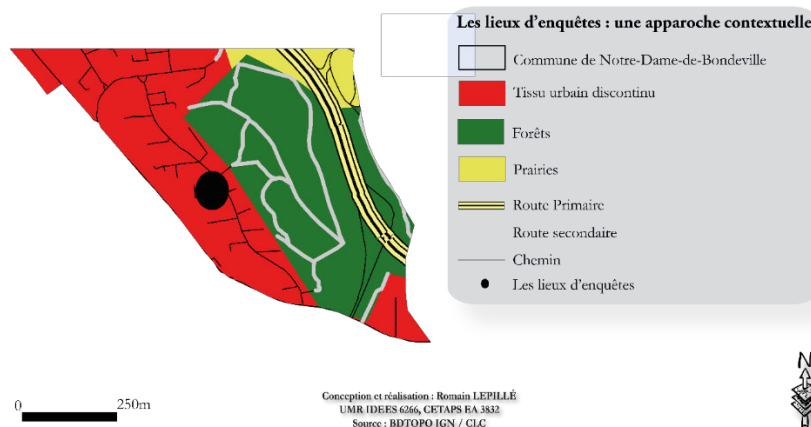 Les lieux d'enquêtes : une apparoche contextuelle
Commune de Notre-Dame-de-Bondeville
Tissu urbain discontinu
Forêts
Prairies
Route Primaire
Route secondaire
Chemin
Les lieux d'enquêtes
N
0 250m
Conception et réalisation : Romain LEPILLÉ
UMR IDEES 6266, CETAPS EA 3832
Source : BDTOPO IGN / CLC